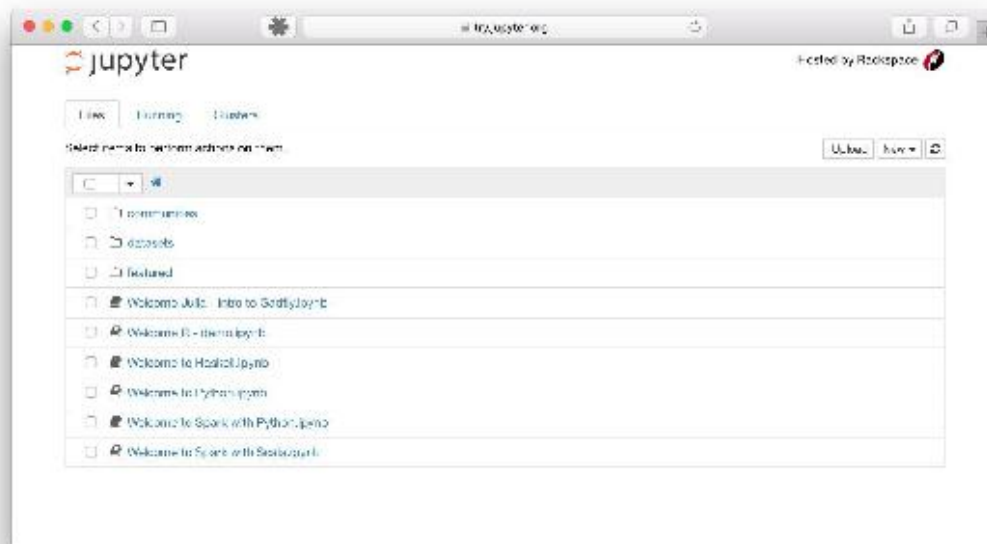 try.jupyter.org
jupyter
Hosted by Rackspace
Files Running Clusters
Select items to perform actions on them.
Upload New
communities
datasets
featured
Welcome Julia - Intro to Gadfly.ipynb
Welcome R - demo.ipynb
Welcome to Haskell.ipynb
Welcome to Python.ipynb
Welcome to Spark with Python.ipynb
Welcome to Spark with Scala.ipynb